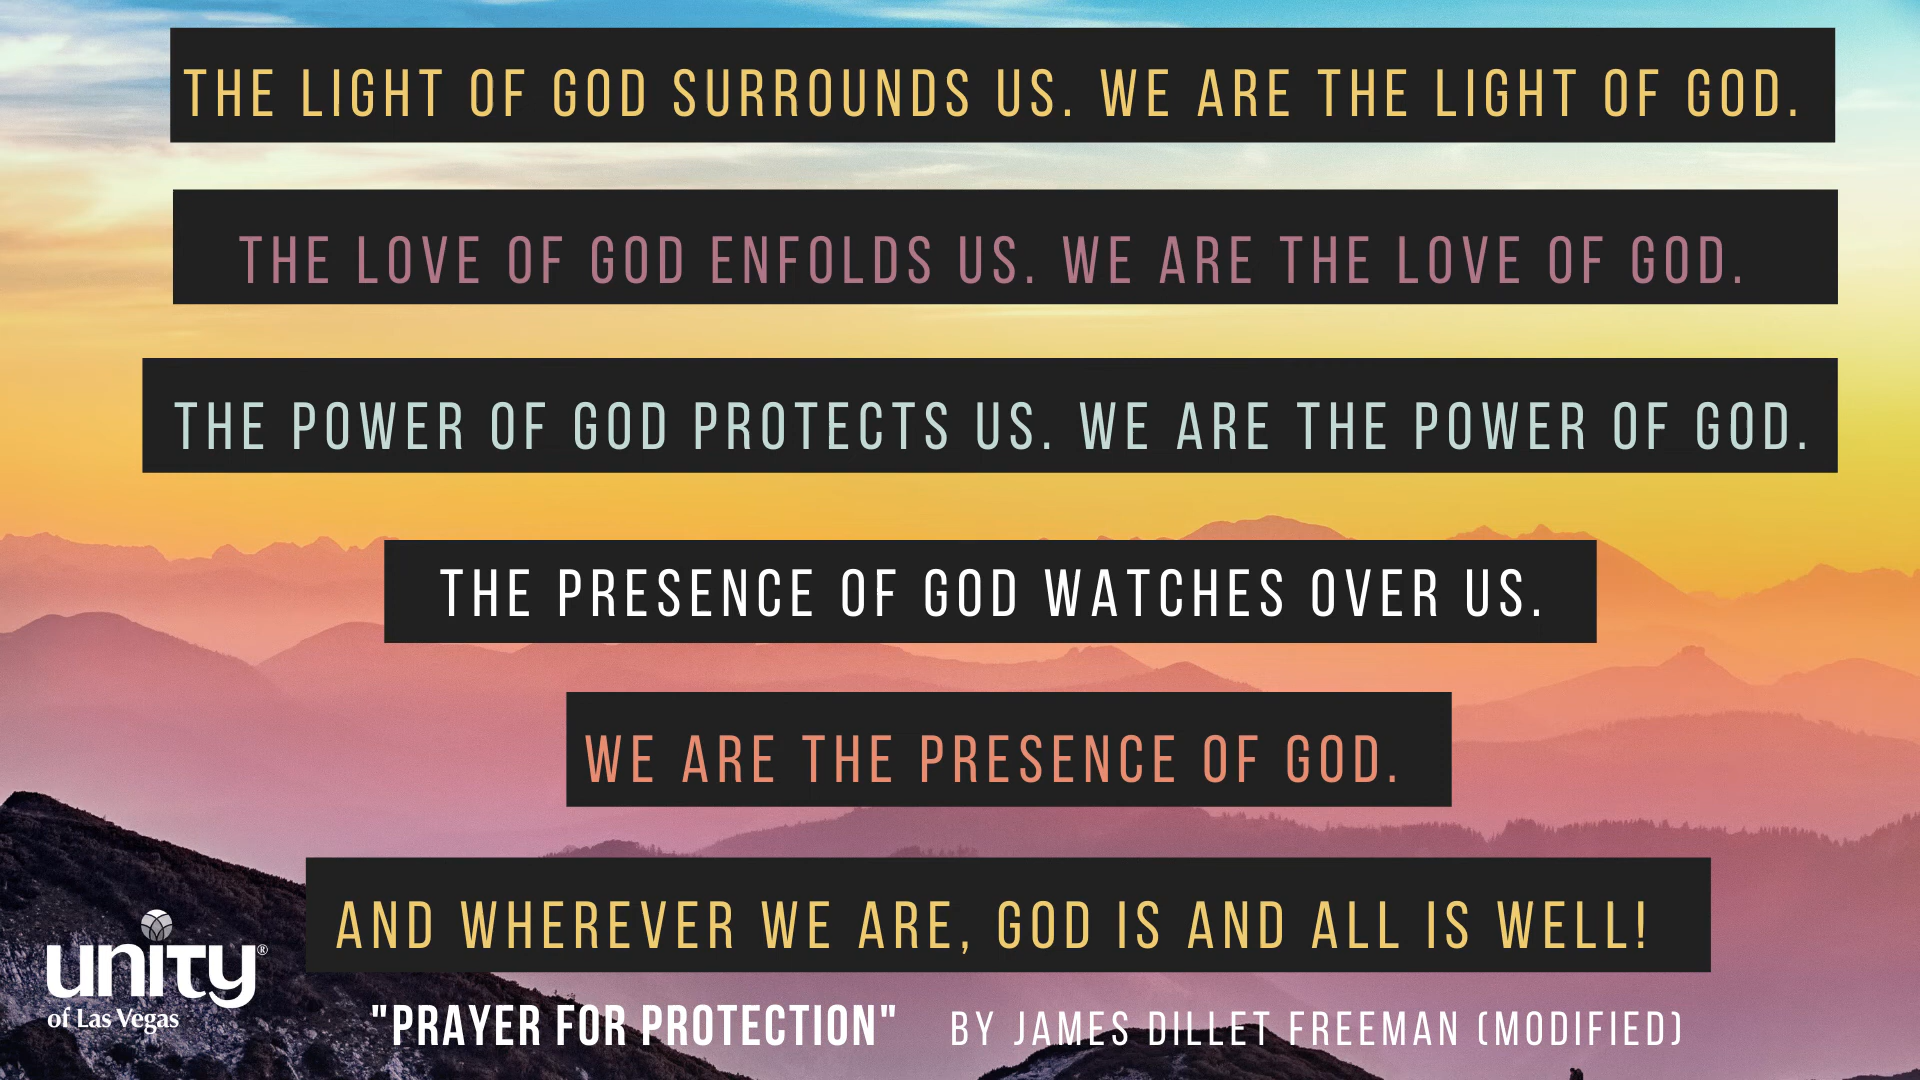 THE LIGHT OF GOD SURROUNDS US. WE ARE THE LIGHT OF GOD.
THE LOVE OF GOD ENFOLDS US. WE ARE THE LOVE OF GOD.
THE POWER OF GOD PROTECTS US. WE ARE THE POWER OF GOD.
THE PRESENCE OF GOD WATCHES OVER US.
WE ARE THE PRESENCE OF GOD.
AND WHEREVER WE ARE, GOD IS AND ALL IS WELL!
unity®
of Las Vegas
"PRAYER FOR PROTECTION" BY JAMES DILLET FREEMAN (MODIFIED)